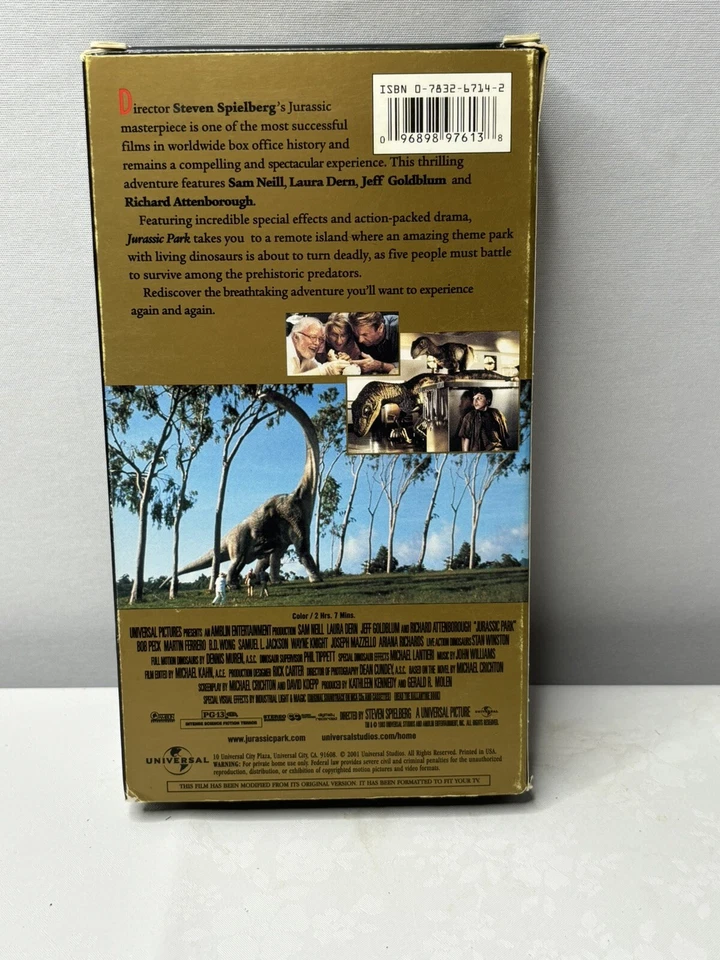 ISBN 0-7832-6714-2
0 96898 97613 8
Director Steven Spielberg's Jurassic
masterpiece is one of the most successful
films in worldwide box office history and
remains a compelling and spectacular experience. This thrilling
adventure features Sam Neill, Laura Dern, Jeff Goldblum and
Richard Attenborough.
Featuring incredible special effects and action-packed drama,
Jurassic Park takes you to a remote island where an amazing theme park
with living dinosaurs is about to turn deadly, as five people must battle
to survive among the prehistoric predators.
Rediscover the breathtaking adventure you'll want to experience
again and again.
Color / 2 Hrs. 7 Mins.
UNIVERSAL PICTURES PRESENTS AN AMBLIN ENTERTAINMENT PRODUCTION SAM NEILL LAURA DERN JEFF GOLDBLUM AND RICHARD ATTENBOROUGH "JURASSIC PARK"
BOB PECK MARTIN FERRERO B.D. WONG SAMUEL L. JACKSON WAYNE KNIGHT JOSEPH MAZZELLO ARIANA RICHARDS LIVE ACTION DINOSAURS STAN WINSTON
FULL MOTION DINOSAURS BY DENNIS MUREN, A.S.C. DINOSAUR SUPERVISOR PHIL TIPPETT SPECIAL DINOSAUR EFFECTS MICHAEL LANTIERI MUSIC BY JOHN WILLIAMS
FILM EDITED BY MICHAEL KAHN, A.C.E. PRODUCTION DESIGNER RICK CARTER DIRECTOR OF PHOTOGRAPHY DEAN CUNDEY, A.S.C. BASED ON THE NOVEL BY MICHAEL CRICHTON
SCREENPLAY BY MICHAEL CRICHTON AND DAVID KOEPP PRODUCED BY KATHLEEN KENNEDY AND GERALD R. MOLEN
SPECIAL VISUAL EFFECTS BY INDUSTRIAL LIGHT & MAGIC
PG-13 STEREO DIRECTED BY STEVEN SPIELBERG A UNIVERSAL PICTURE UNIVERSAL
INTENSE SCIENCE FICTION TERROR
www.jurassicpark.com universalstudios.com/home
UNIVERSAL
10 Universal City Plaza, Universal City, CA. 91608. © 2001 Universal Studios. All Rights Reserved. Printed in USA.
WARNING: For private home use only. Federal law provides severe civil and criminal penalties for the unauthorized
reproduction, distribution, or exhibition of copyrighted motion pictures and video formats.
THIS FILM HAS BEEN MODIFIED FROM ITS ORIGINAL VERSION. IT HAS BEEN FORMATTED TO FIT YOUR TV.